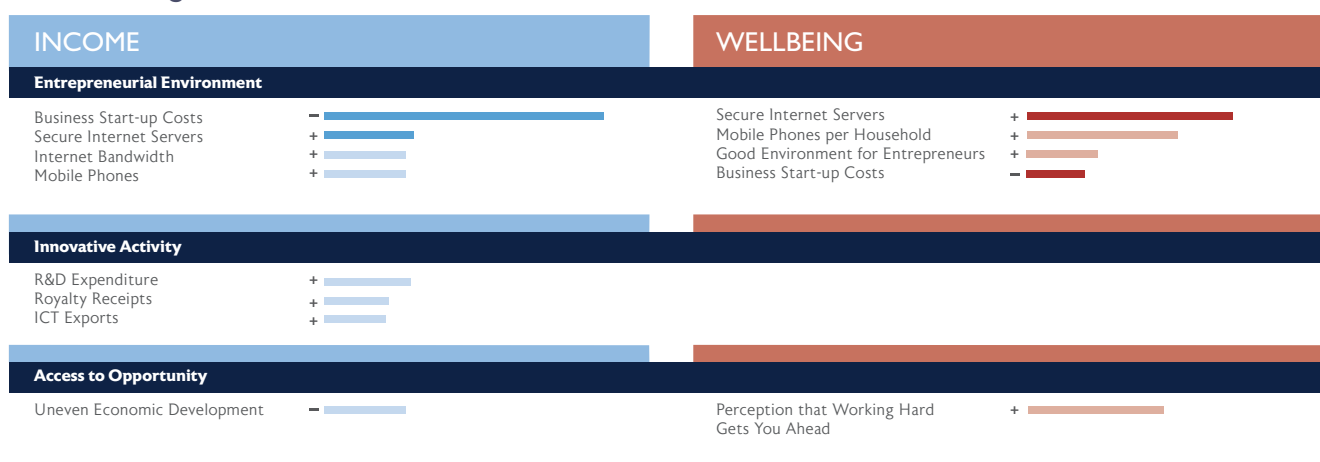 INCOME
WELLBEING
Entrepreneurial Environment
Business Start-up Costs –
Secure Internet Servers +
Internet Bandwidth +
Mobile Phones +
Secure Internet Servers +
Mobile Phones per Household +
Good Environment for Entrepreneurs +
Business Start-up Costs –
Innovative Activity
R&D Expenditure +
Royalty Receipts +
ICT Exports +
Access to Opportunity
Uneven Economic Development –
Perception that Working Hard +
Gets You Ahead